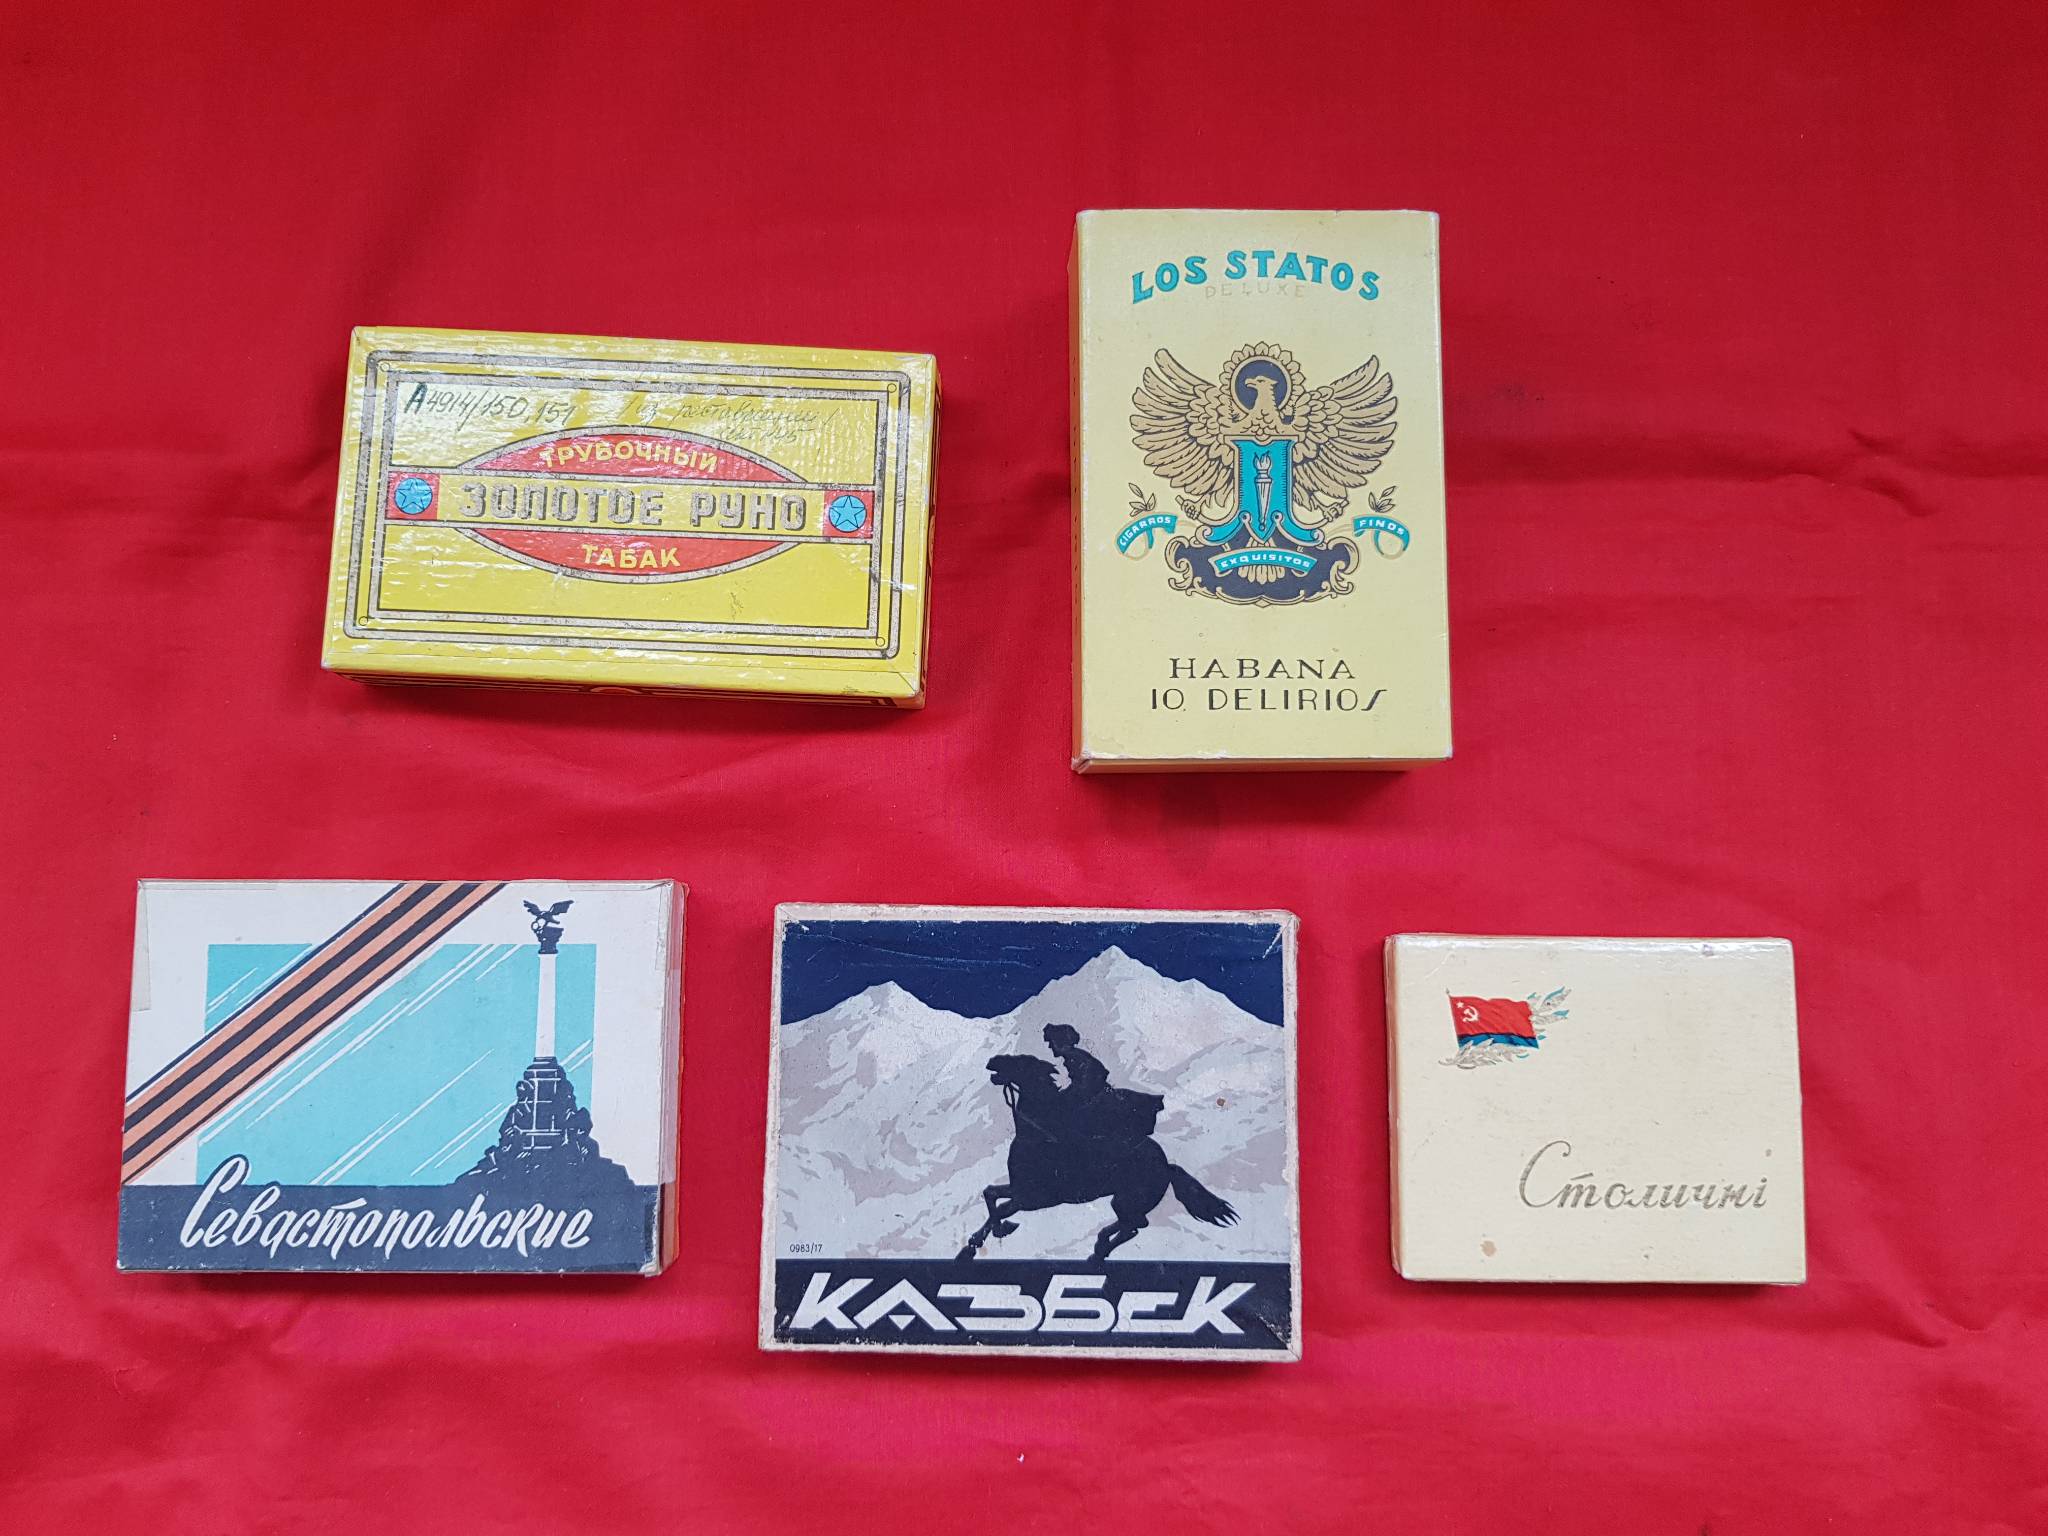 А 4914/150,151
ТРУБОЧНЫЙ
ЗОЛОТОЕ РУНО
ТАБАК
LOS STATOS
DE LUXE
CIGARROS
FINOS
EXQUISITOS
HABANA
10. DELIRIOS
Севастопольские
0983/17
КАЗБЕК
Столичні